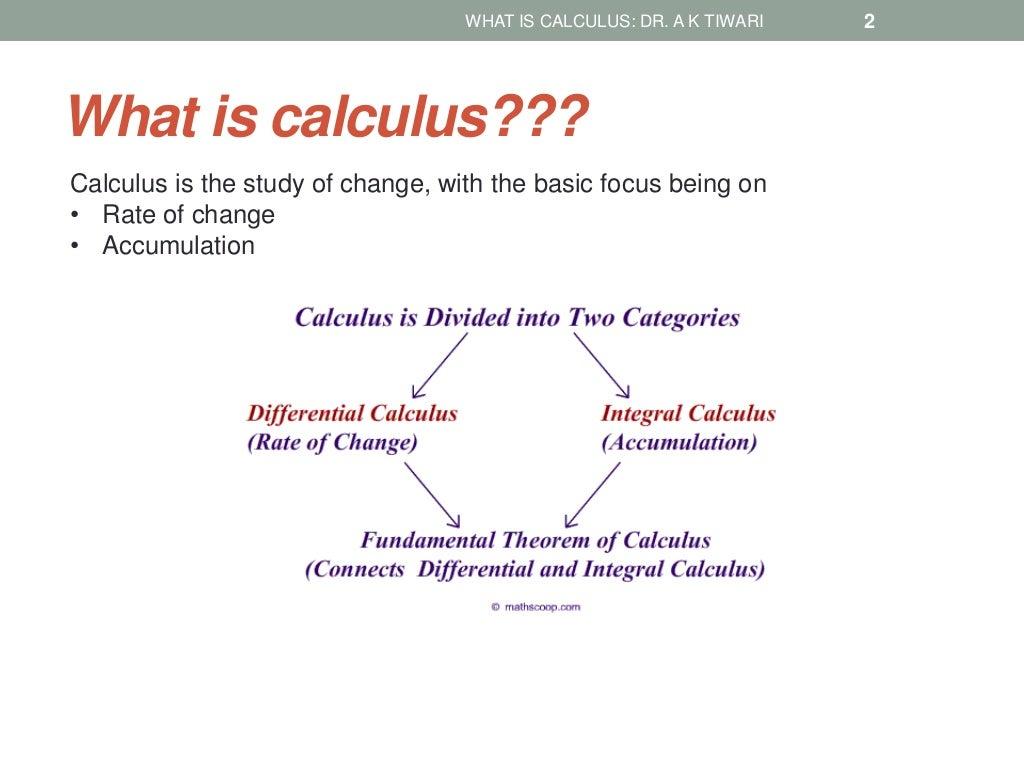 WHAT IS CALCULUS: DR. A K TIWARI 2
What is calculus???
Calculus is the study of change, with the basic focus being on
• Rate of change
• Accumulation
Calculus is Divided into Two Categories
Differential Calculus
(Rate of Change)
Integral Calculus
(Accumulation)
Fundamental Theorem of Calculus
(Connects Differential and Integral Calculus)
© mathscoop.com